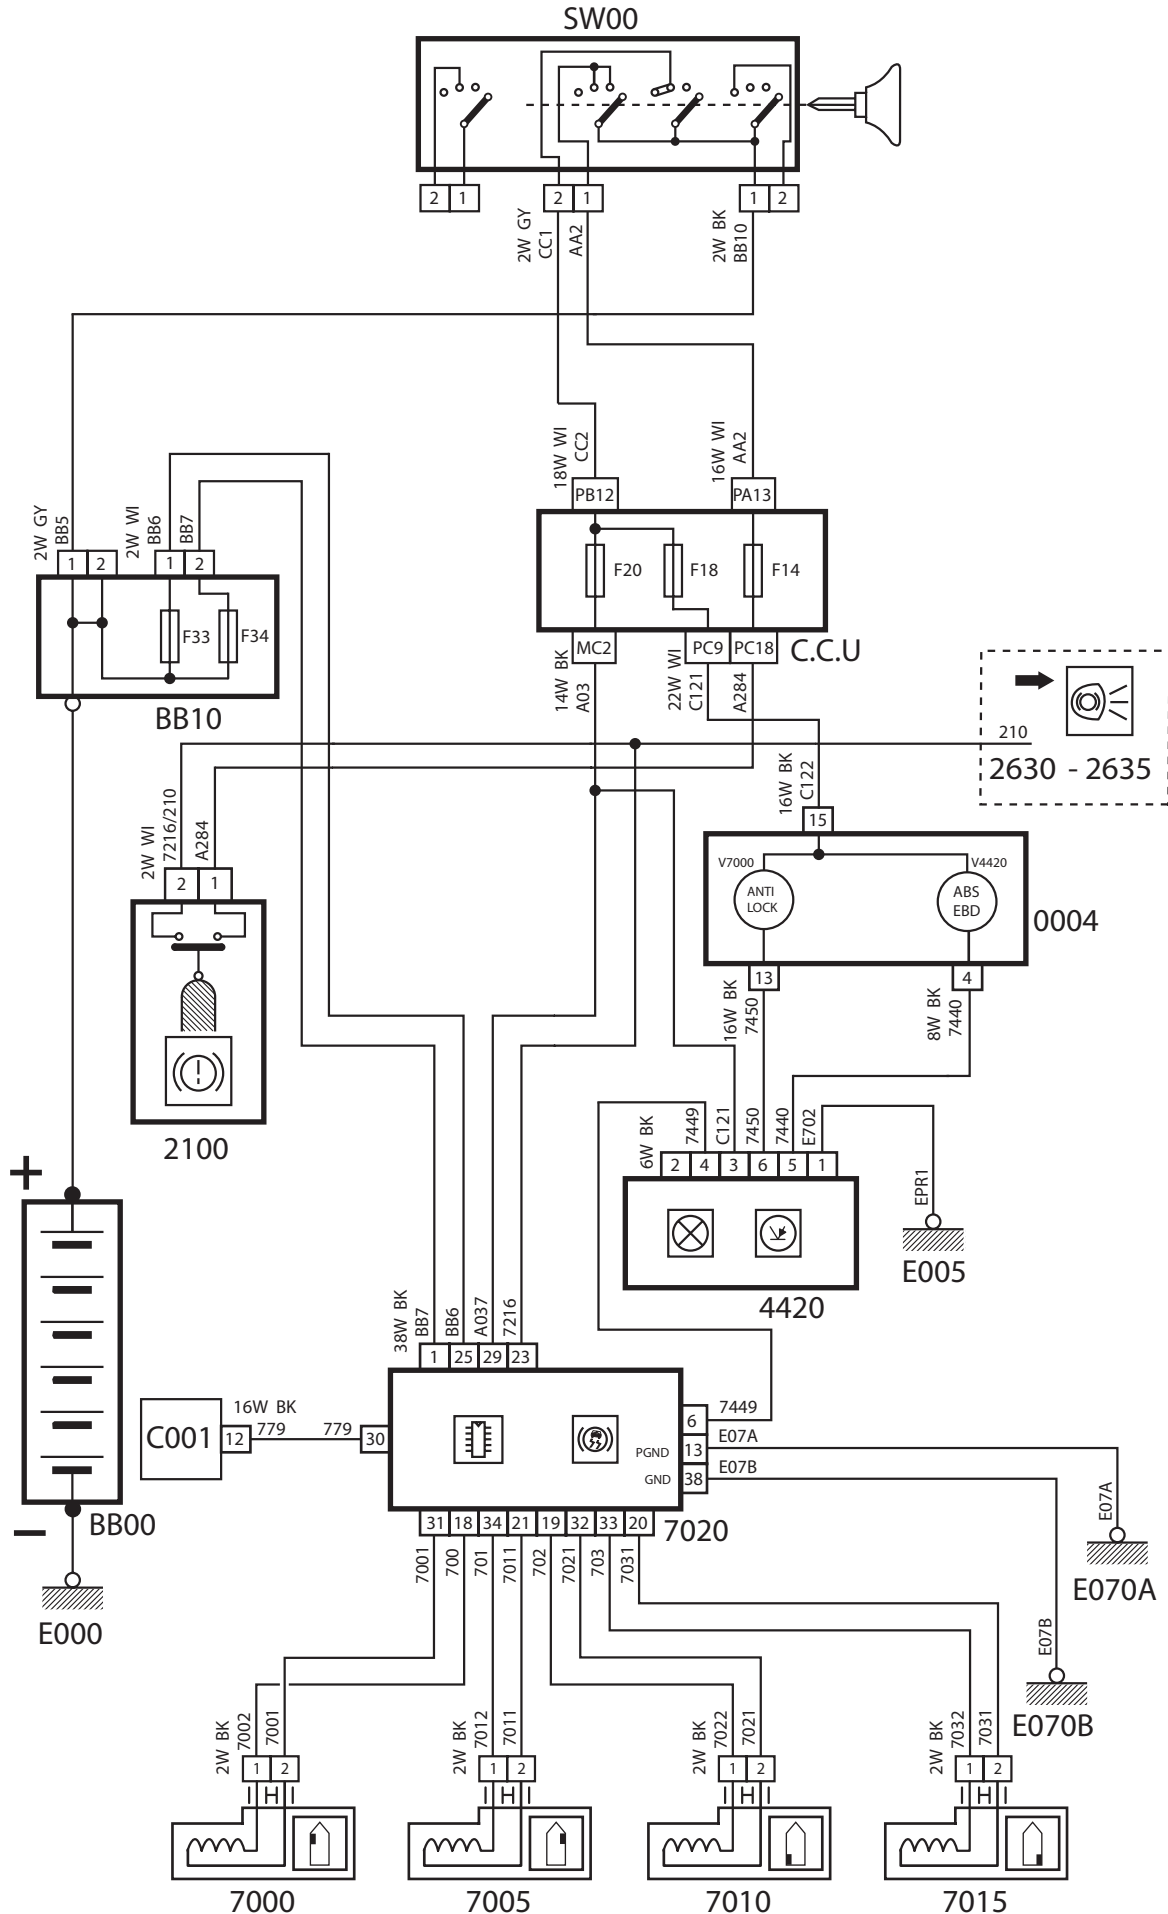 SW00
2 1 2 1 1 2
2W GY
CC1
AA2
2W BK
BB10
18W WI
CC2
16W WI
AA2
PB12 PA13
F20 F18 F14
MC2 PC9 PC18
C.C.U
14W BK
A03
22W WI
C121
A284
2W GY
BB5
2W WI
BB6
BB7
1 2 1 2
F33 F34
BB10
210
2630 - 2635
16W BK
C122
15
V7000 V4420
ANTI
LOCK
ABS
EBD
0004
13 4
16W BK
7450
8W BK
7440
2W WI
7216/210
A284
2 1
2100
6W BK
7449
C121
7450
7440
E702
2 4 3 6 5 1
4420
EPR1
E005
+
−
BB00
E000
38W BK
BB7
BB6
A037
7216
1 25 29 23
C001
16W BK
12 779 779 30
6 7449
PGND 13 E07A
GND 38 E07B
7020
E07A
E070A
E07B
E070B
31 18 34 21 19 32 33 20
7001
700
701
7011
702
7021
703
7031
2W BK
7002
7001
1 2
7000
2W BK
7012
7011
1 2
7005
2W BK
7022
7021
1 2
7010
2W BK
7032
7031
1 2
7015